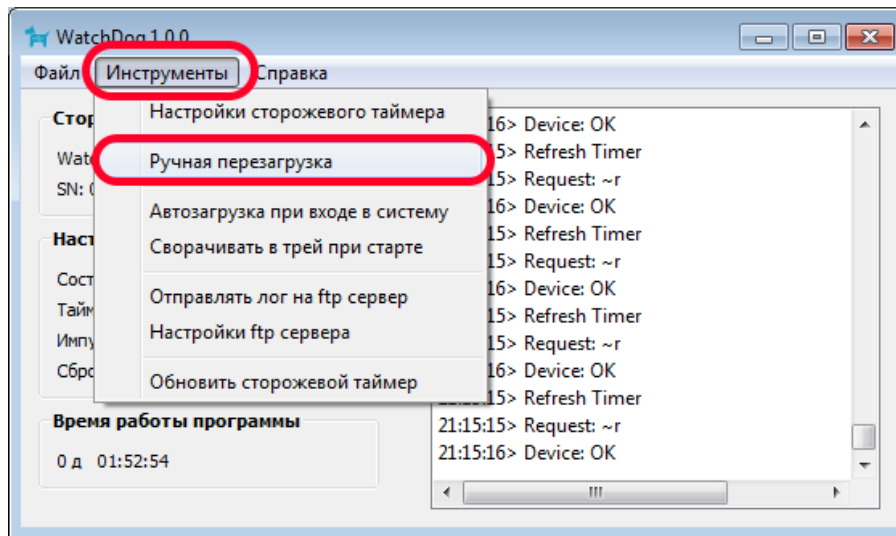 WatchDog 1.0.0
Файл Инструменты Справка
Настройки сторожевого таймера
Ручная перезагрузка
Автозагрузка при входе в систему
Сворачивать в трей при старте
Отправлять лог на ftp сервер
Настройки ftp сервера
Обновить сторожевой таймер
SN:
Время работы программы
0 д 01:52:54
16> Device: OK
15> Refresh Timer
15> Request: ~r
16> Device: OK
15> Refresh Timer
15> Request: ~r
16> Device: OK
15> Refresh Timer
15> Request: ~r
16> Device: OK
21:15:15> Refresh Timer
21:15:15> Request: ~r
21:15:16> Device: OK